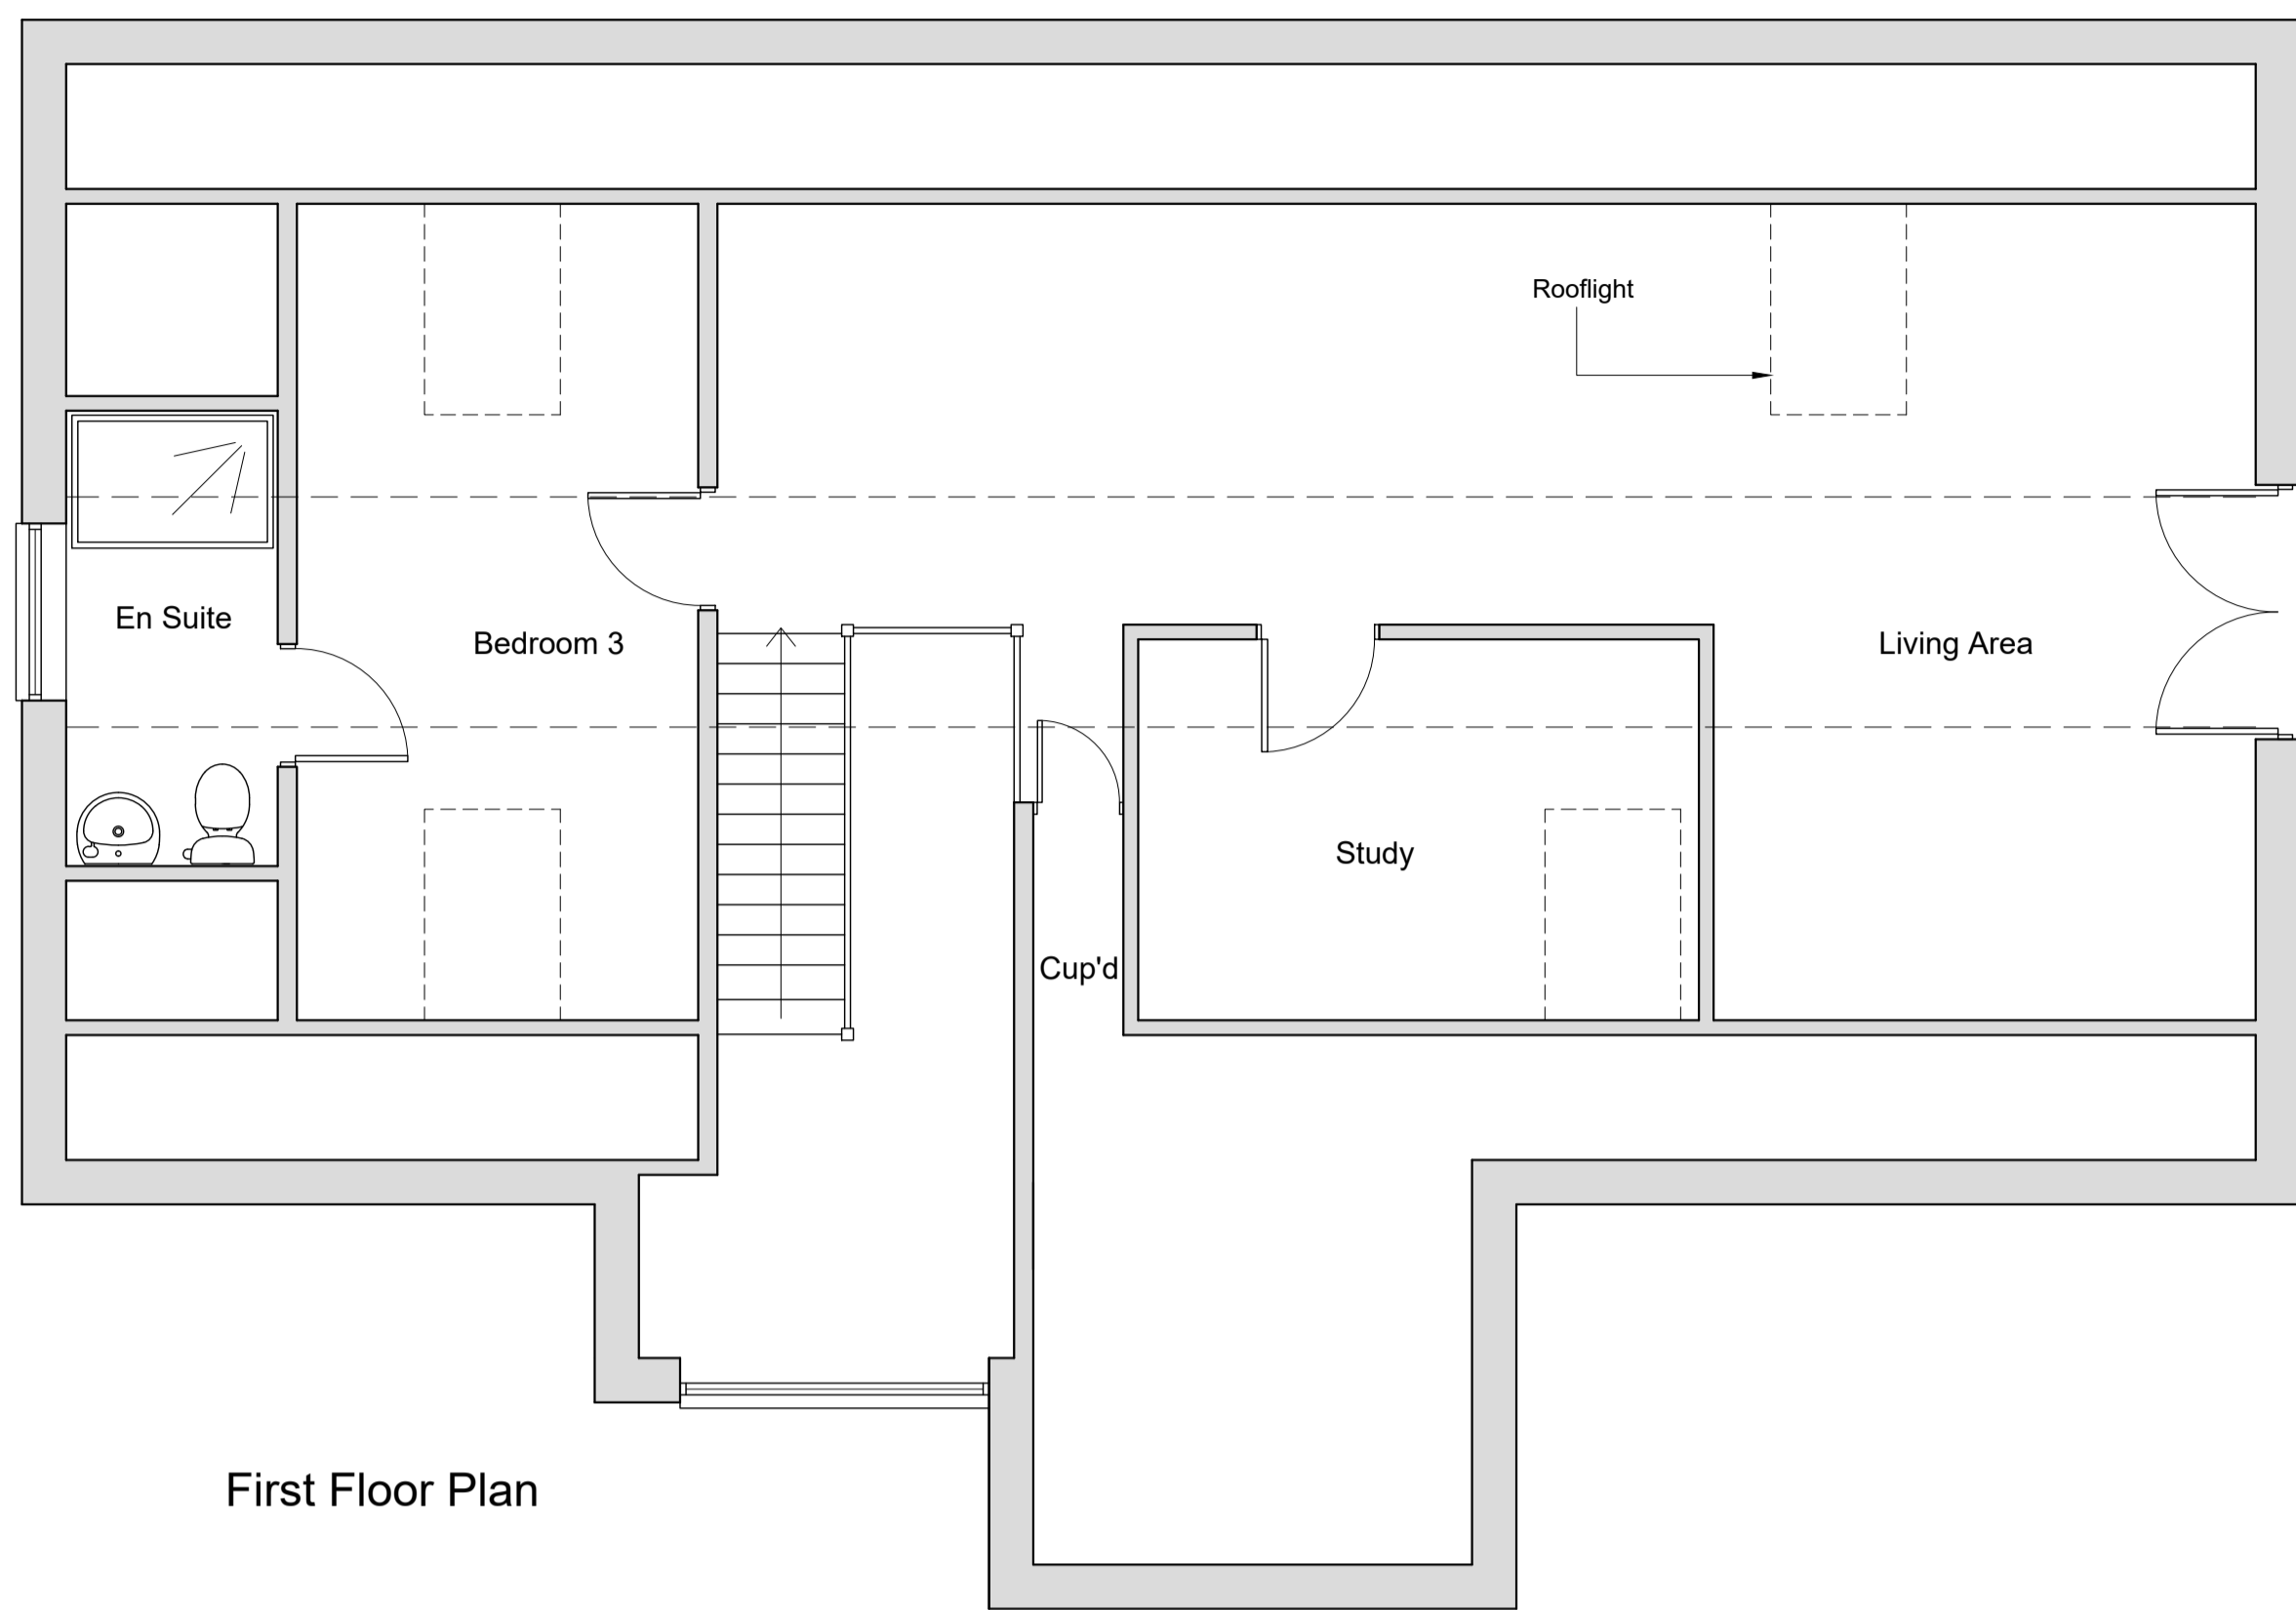 Rooflight
En Suite
Bedroom 3
Living Area
Study
Cup'd
First Floor Plan